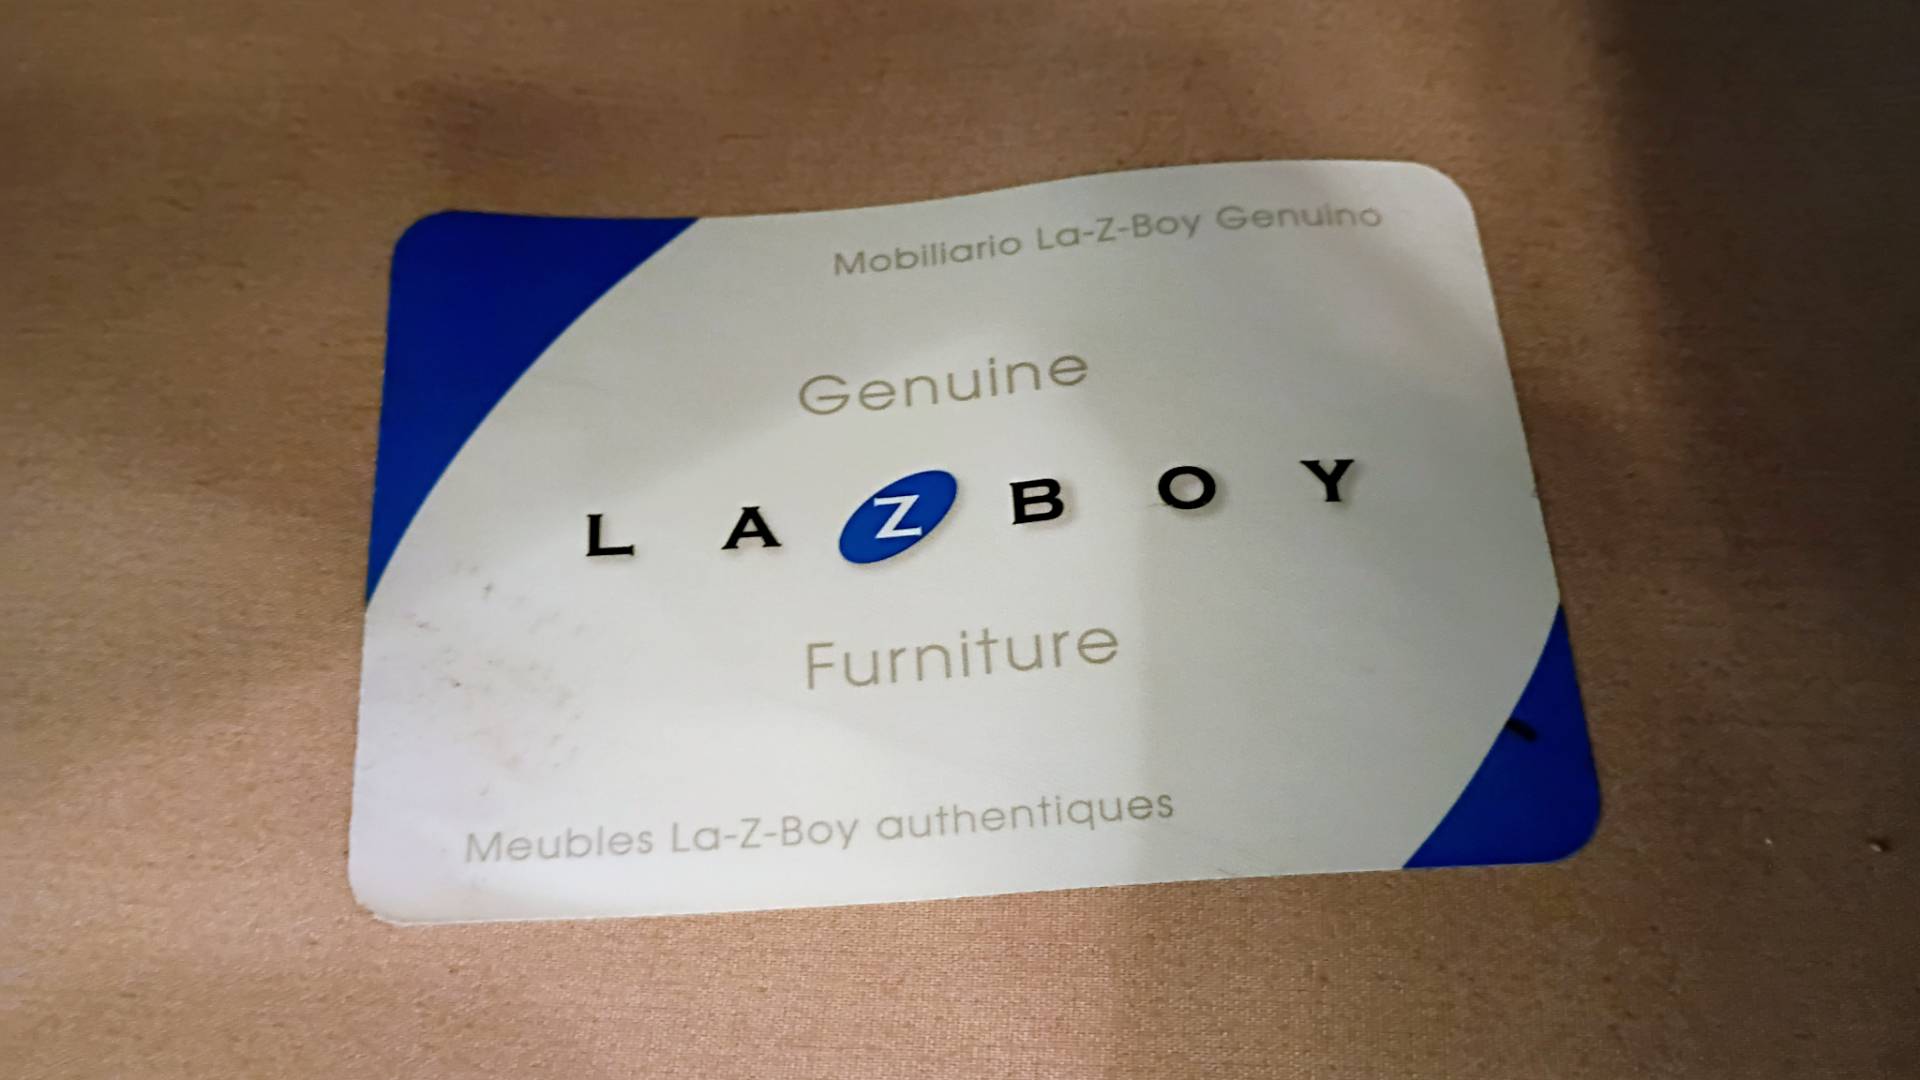 Mobiliario La-Z-Boy Genuino
Genuine
LAZBOY
Furniture
Meubles La-Z-Boy authentiques